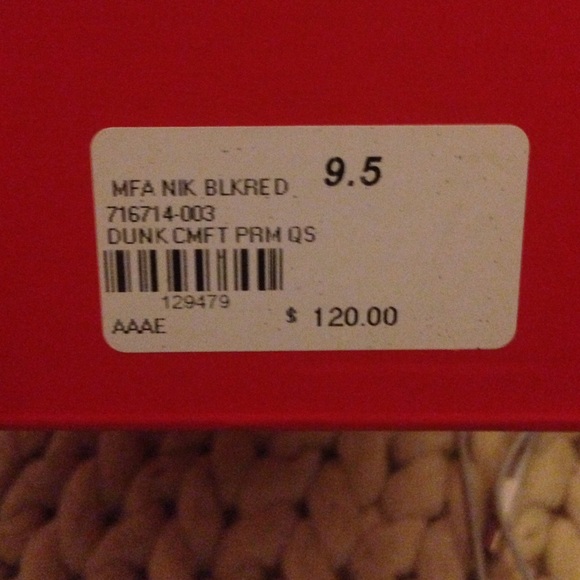 MFA NIK BLKRED 9.5
716714-003
DUNK CMFT PRM QS
129479
AAAE $ 120.00